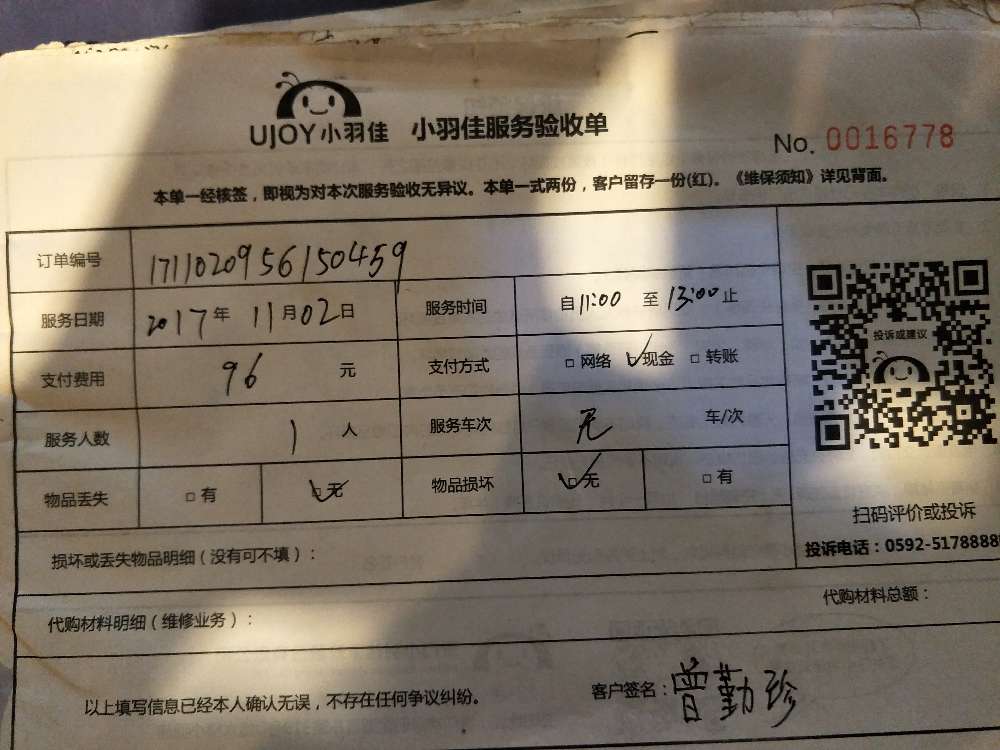 UJOY小羽佳 小羽佳服务验收单
No. 0016778
本单一经核签,即视为对本次服务验收无异议。本单一式两份,客户留存一份(红)。《维保须知》详见背面。
订单编号 1711020956150459
服务日期 2017年 11月02日 服务时间 自11:00 至 13:00止
支付费用 96 元 支付方式 □ 网络 ☑ 现金 □ 转账
投诉或建议
服务人数 1 人 服务车次 无 车/次
物品丢失 □ 有 ☑ 无 物品损坏 ☑ 无 □ 有
扫码评价或投诉
投诉电话:0592-5178888
损坏或丢失物品明细(没有可不填):
代购材料明细(维修业务): 代购材料总额:
以上填写信息已经本人确认无误,不存在任何争议纠纷。 客户签名:曾勤珍